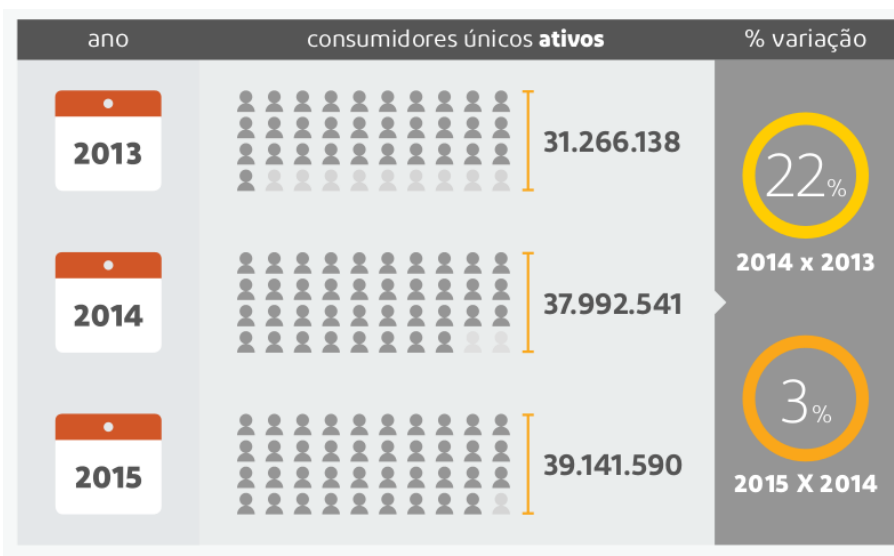 ano
consumidores únicos ativos
% variação
2013
31.266.138
22%
2014 x 2013
2014
37.992.541
3%
2015 X 2014
2015
39.141.590